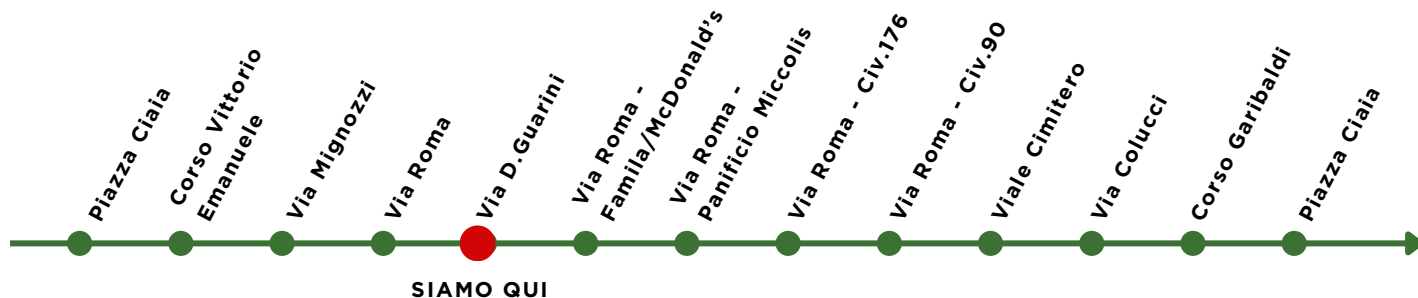 Piazza Ciaia
Corso Vittorio
Emanuele
Via Mignozzi
Via Roma
Via D.Guarini
Via Roma -
Famila/McDonald's
Via Roma -
Panificio Miccolis
Via Roma - Civ.176
Via Roma - Civ.90
Viale Cimitero
Via Colucci
Corso Garibaldi
Piazza Ciaia
SIAMO QUI